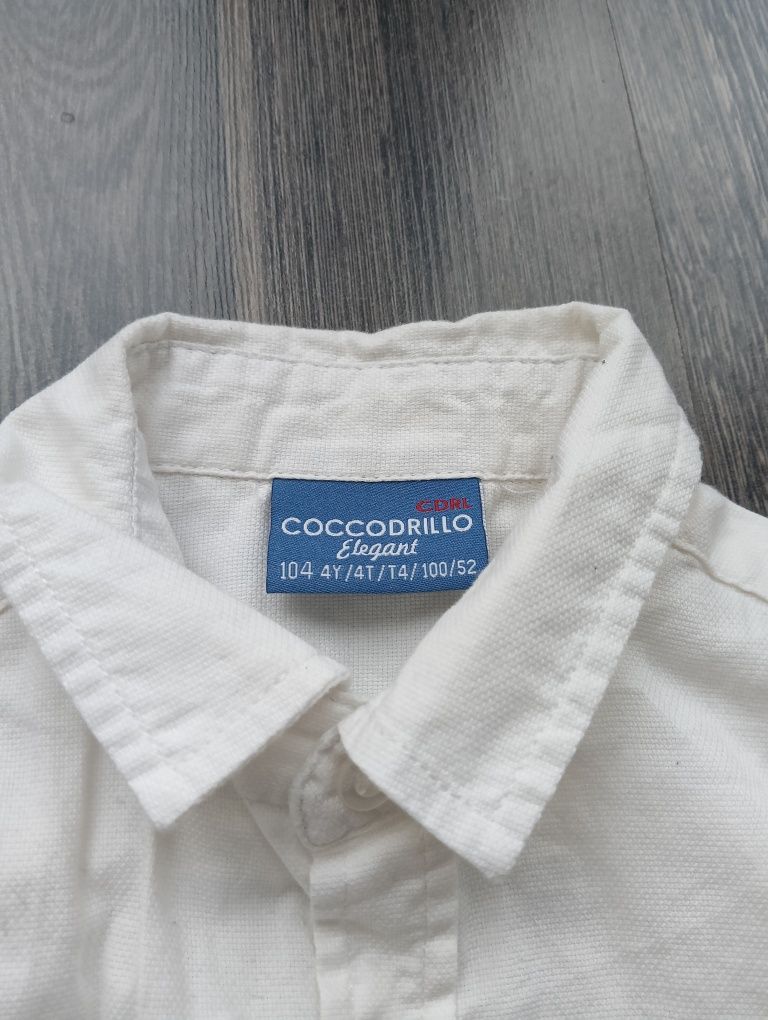 CDRL
COCCODRILLO
Elegant
104 4Y/4T/T4/100/52